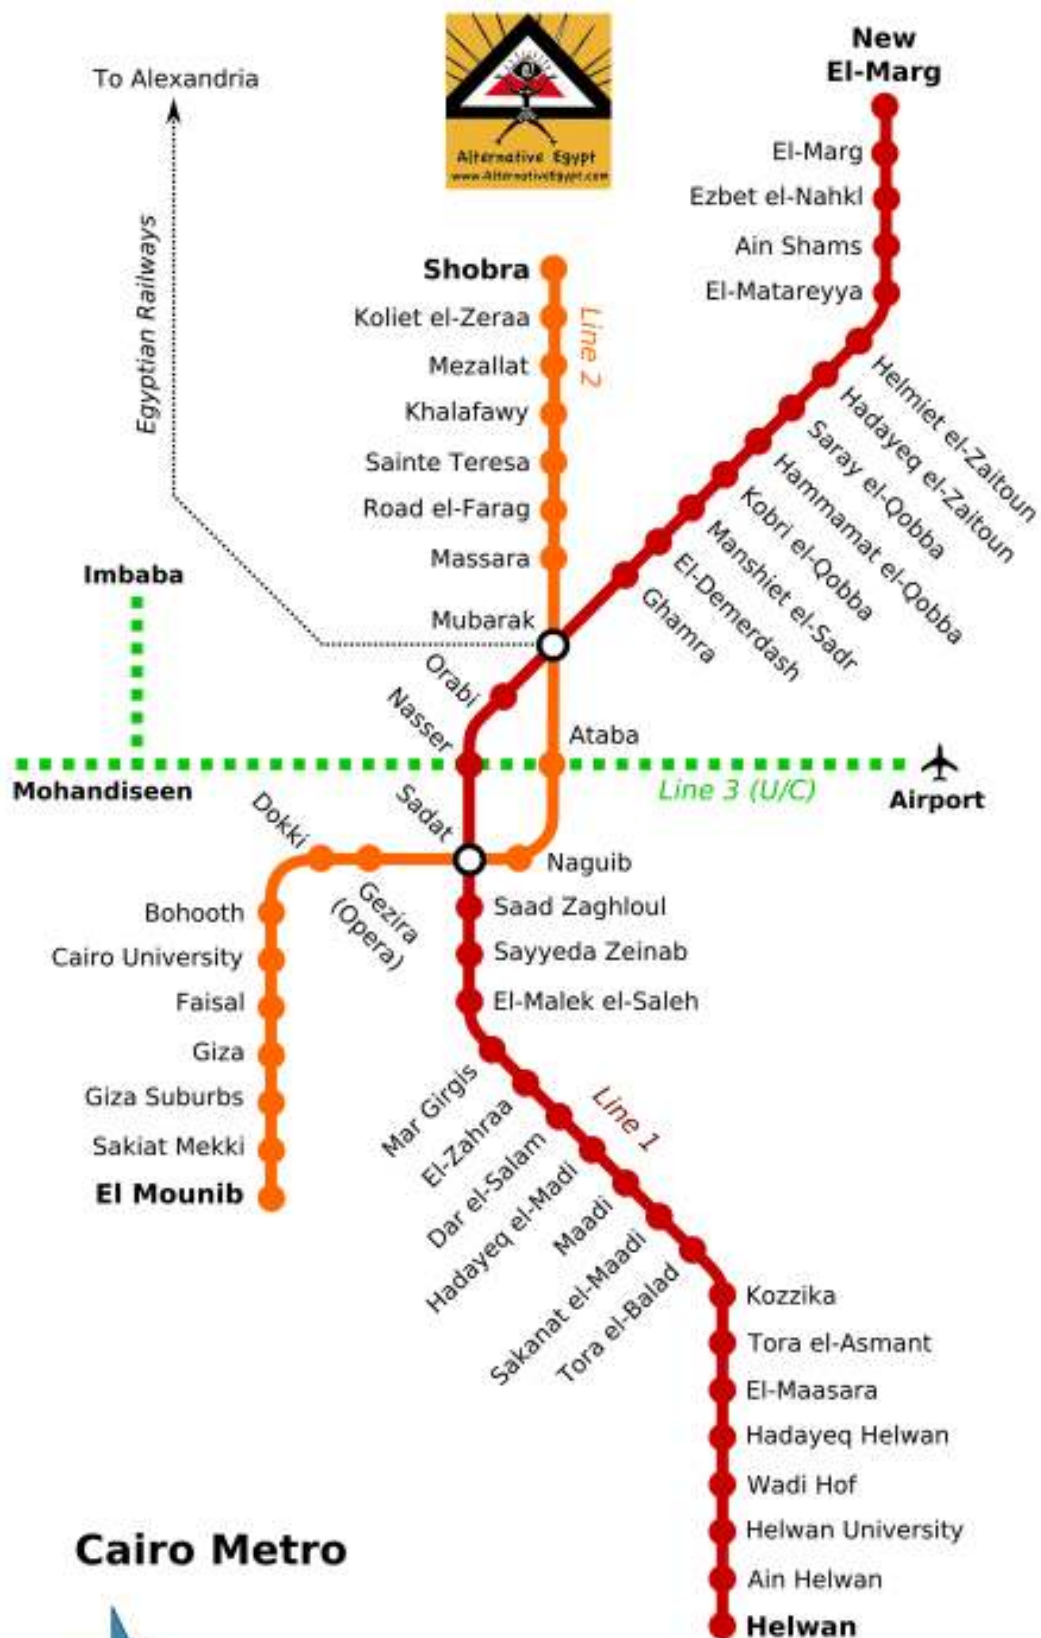 New
El-Marg
To Alexandria
Alternative Egypt
www.AlternativeEgypt.com
El-Marg
Ezbet el-Nahkl
Ain Shams
El-Matareyya
Egyptian Railways
Shobra
Koliet el-Zeraa
Mezallat
Khalafawy
Sainte Teresa
Road el-Farag
Massara
Mubarak
Line 2
Helmiet el-Zaitoun
Hadayeq el-Zaitoun
Saray el-Qobba
Hammamat el-Qobba
Kobri el-Qobba
Manshiet el-Sadr
El-Demerdash
Ghamra
Imbaba
Orabi
Nasser
Ataba
Mohandiseen
Line 3 (U/C)
Airport
Sadat
Dokki
Gezira
(Opera)
Naguib
Bohooth
Cairo University
Faisal
Giza
Giza Suburbs
Sakiat Mekki
El Mounib
Saad Zaghloul
Sayyeda Zeinab
El-Malek el-Saleh
Mar Girgis
El-Zahraa
Dar el-Salam
Hadayeq el-Madi
Maadi
Sakanat el-Maadi
Tora el-Balad
Line 1
Kozzika
Tora el-Asmant
El-Maasara
Hadayeq Helwan
Wadi Hof
Helwan University
Ain Helwan
Helwan
Cairo Metro